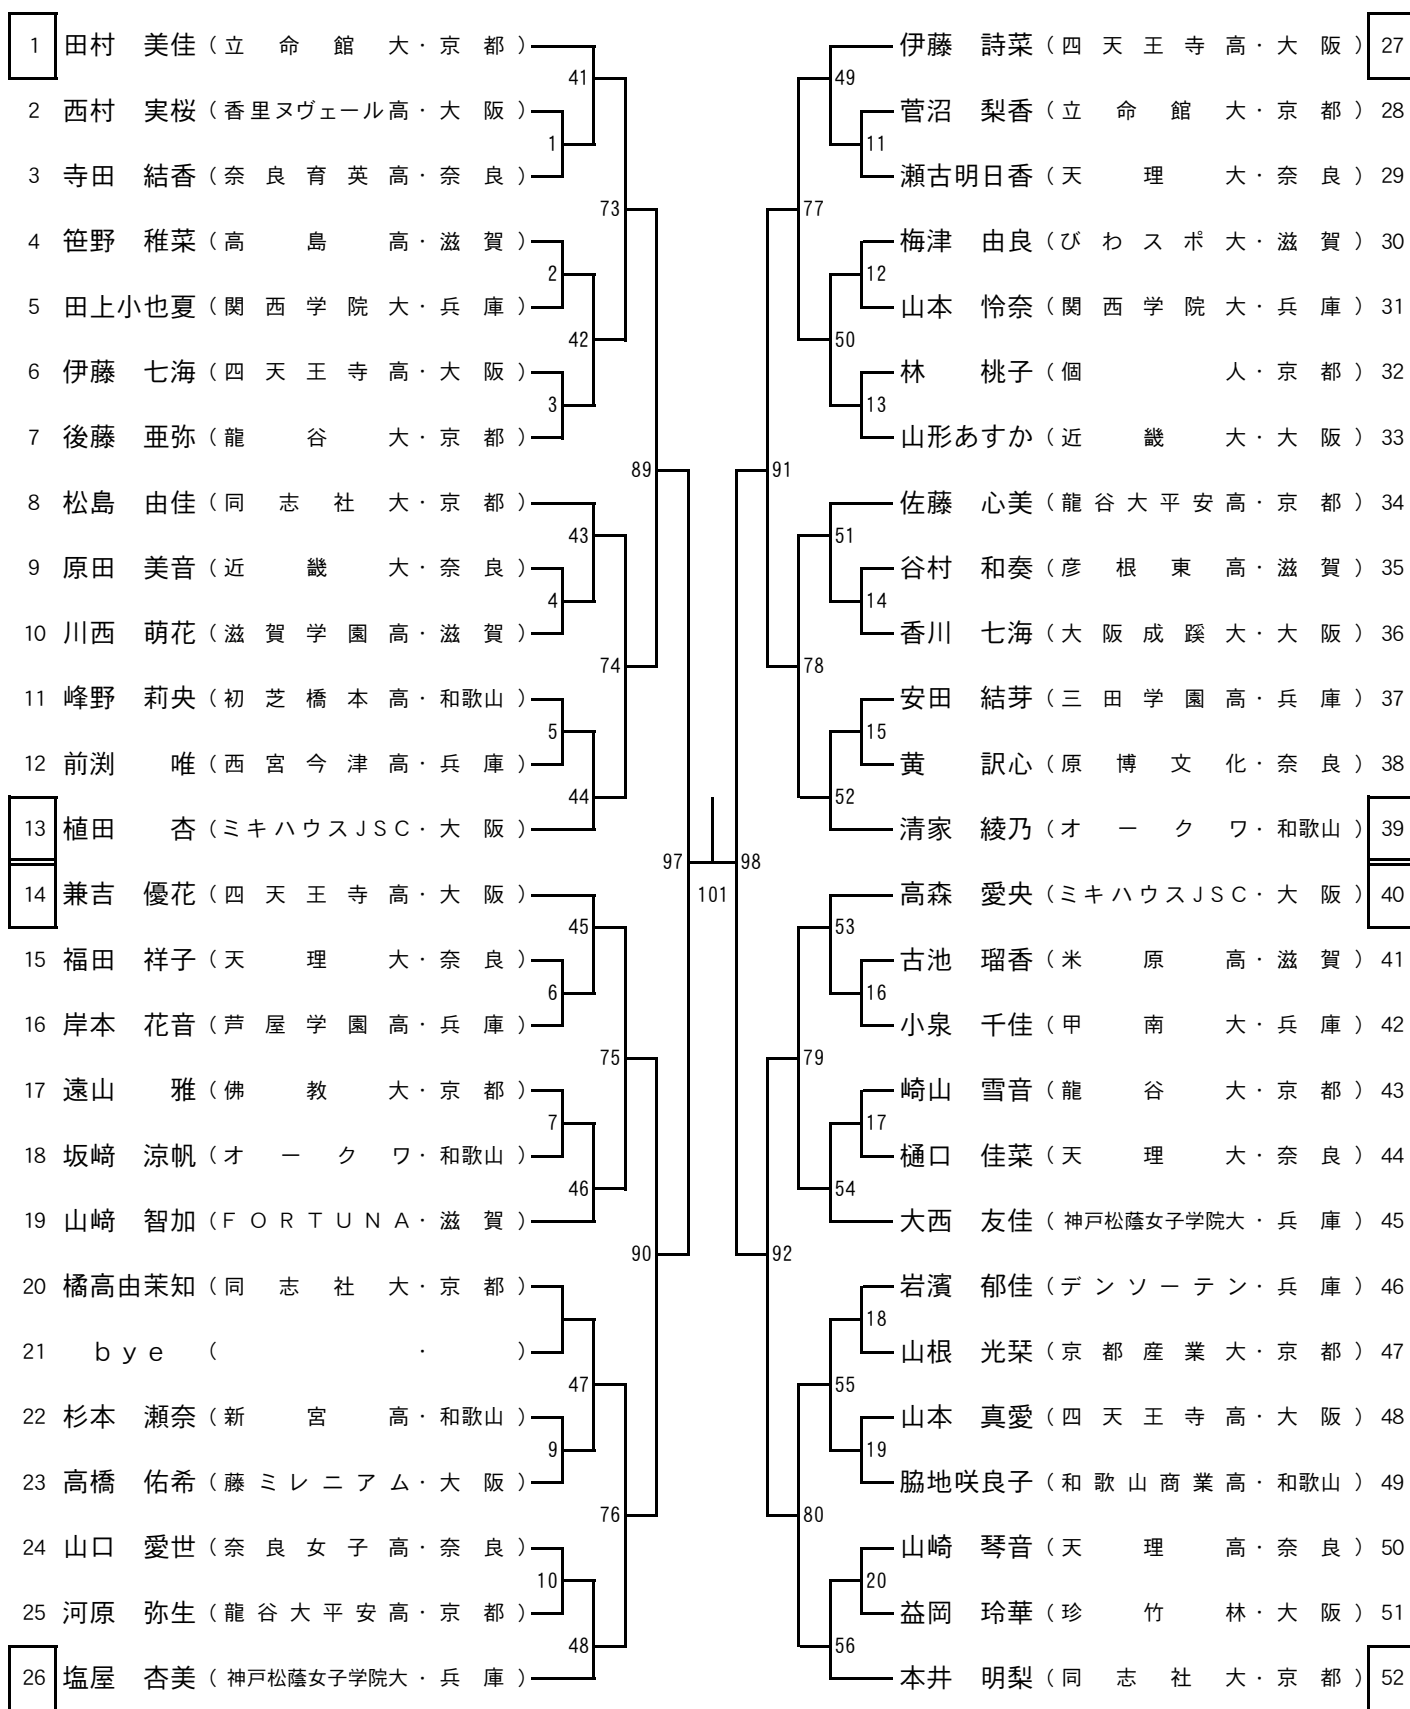 1 田村 美佳 (立命館大・京都)
2 西村 実桜 (香里ヌヴェール高・大阪)
3 寺田 結香 (奈良育英高・奈良)
4 笹野 稚菜 (高島高・滋賀)
5 田上小也夏 (関西学院大・兵庫)
6 伊藤 七海 (四天王寺高・大阪)
7 後藤 亜弥 (龍谷大・京都)
8 松島 由佳 (同志社大・京都)
9 原田 美音 (近畿大・奈良)
10 川西 萌花 (滋賀学園高・滋賀)
11 峰野 莉央 (初芝橋本高・和歌山)
12 前渕 唯 (西宮今津高・兵庫)
13 植田 杏 (ミキハウスJSC・大阪)
14 兼吉 優花 (四天王寺高・大阪)
15 福田 祥子 (天理大・奈良)
16 岸本 花音 (芦屋学園高・兵庫)
17 遠山 雅 (佛教大・京都)
18 坂﨑 涼帆 (オークワ・和歌山)
19 山﨑 智加 (FORTUNA・滋賀)
20 橘高由茉知 (同志社大・京都)
21 bye ( ・ )
22 杉本 瀬奈 (新宮高・和歌山)
23 高橋 佑希 (藤ミレニアム・大阪)
24 山口 愛世 (奈良女子高・奈良)
25 河原 弥生 (龍谷大平安高・京都)
26 塩屋 杏美 (神戸松蔭女子学院大・兵庫)
41
1
73
2
42
3
89
43
4
74
5
44
97
45
6
75
7
46
90
47
9
76
10
48
101
98
49
11
77
12
50
13
91
51
14
78
15
52
53
16
79
17
54
92
18
55
19
80
20
56
伊藤 詩菜 (四天王寺高・大阪) 27
菅沼 梨香 (立命館大・京都) 28
瀬古明日香 (天理大・奈良) 29
梅津 由良 (びわスポ大・滋賀) 30
山本 怜奈 (関西学院大・兵庫) 31
林 桃子 (個人・京都) 32
山形あすか (近畿大・大阪) 33
佐藤 心美 (龍谷大平安高・京都) 34
谷村 和奏 (彦根東高・滋賀) 35
香川 七海 (大阪成蹊大・大阪) 36
安田 結芽 (三田学園高・兵庫) 37
黄 訳心 (原博文化・奈良) 38
清家 綾乃 (オークワ・和歌山) 39
高森 愛央 (ミキハウスJSC・大阪) 40
古池 瑠香 (米原高・滋賀) 41
小泉 千佳 (甲南大・兵庫) 42
崎山 雪音 (龍谷大・京都) 43
樋口 佳菜 (天理大・奈良) 44
大西 友佳 (神戸松蔭女子学院大・兵庫) 45
岩濱 郁佳 (デンソーテン・兵庫) 46
山根 光栞 (京都産業大・京都) 47
山本 真愛 (四天王寺高・大阪) 48
脇地咲良子 (和歌山商業高・和歌山) 49
山崎 琴音 (天理高・奈良) 50
益岡 玲華 (珍竹林・大阪) 51
本井 明梨 (同志社大・京都) 52